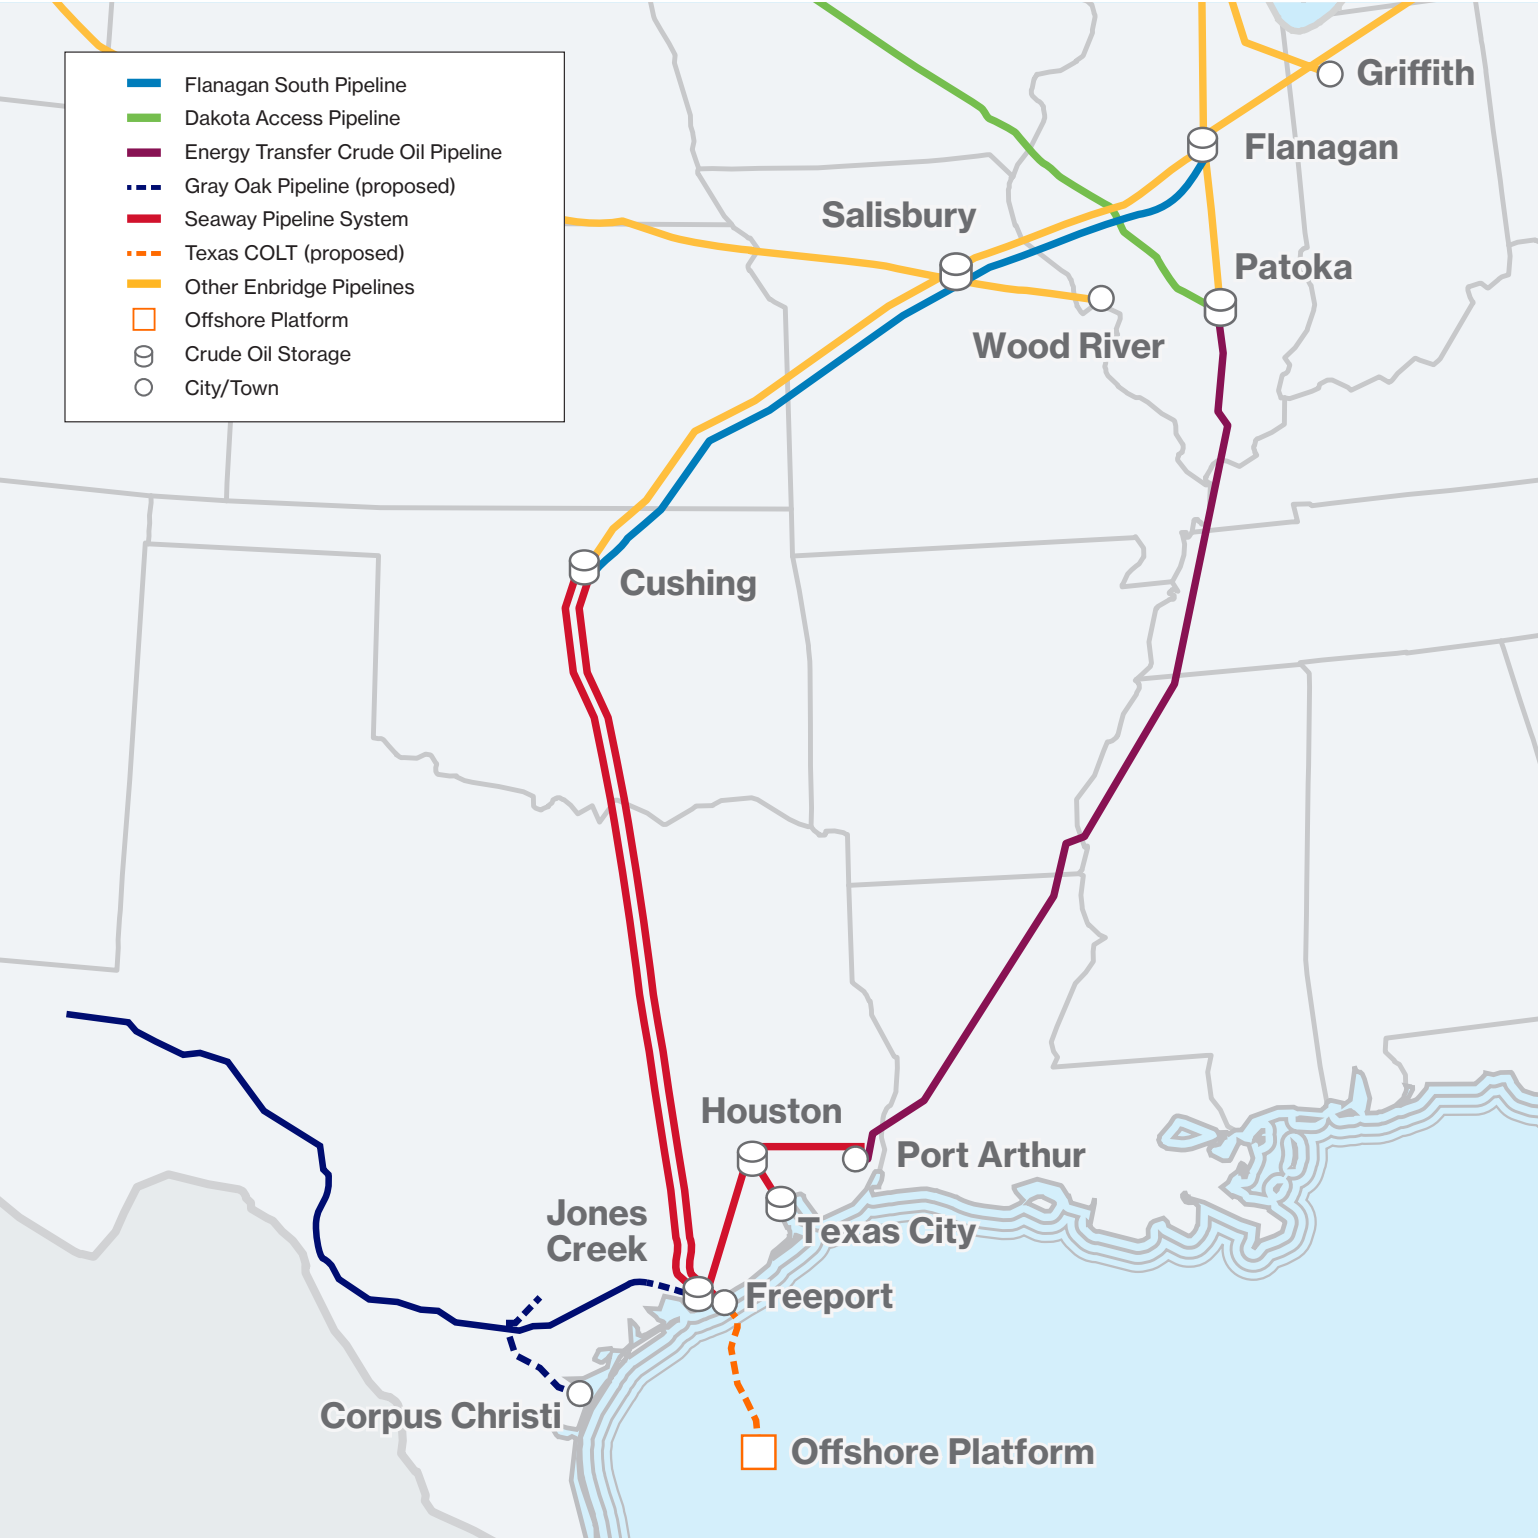 Flanagan South Pipeline
Dakota Access Pipeline
Energy Transfer Crude Oil Pipeline
Gray Oak Pipeline (proposed)
Seaway Pipeline System
Texas COLT (proposed)
Other Enbridge Pipelines
Offshore Platform
Crude Oil Storage
City/Town
Griffith
Flanagan
Salisbury
Patoka
Wood River
Cushing
Houston
Port Arthur
Jones
Creek
Texas City
Freeport
Corpus Christi
Offshore Platform